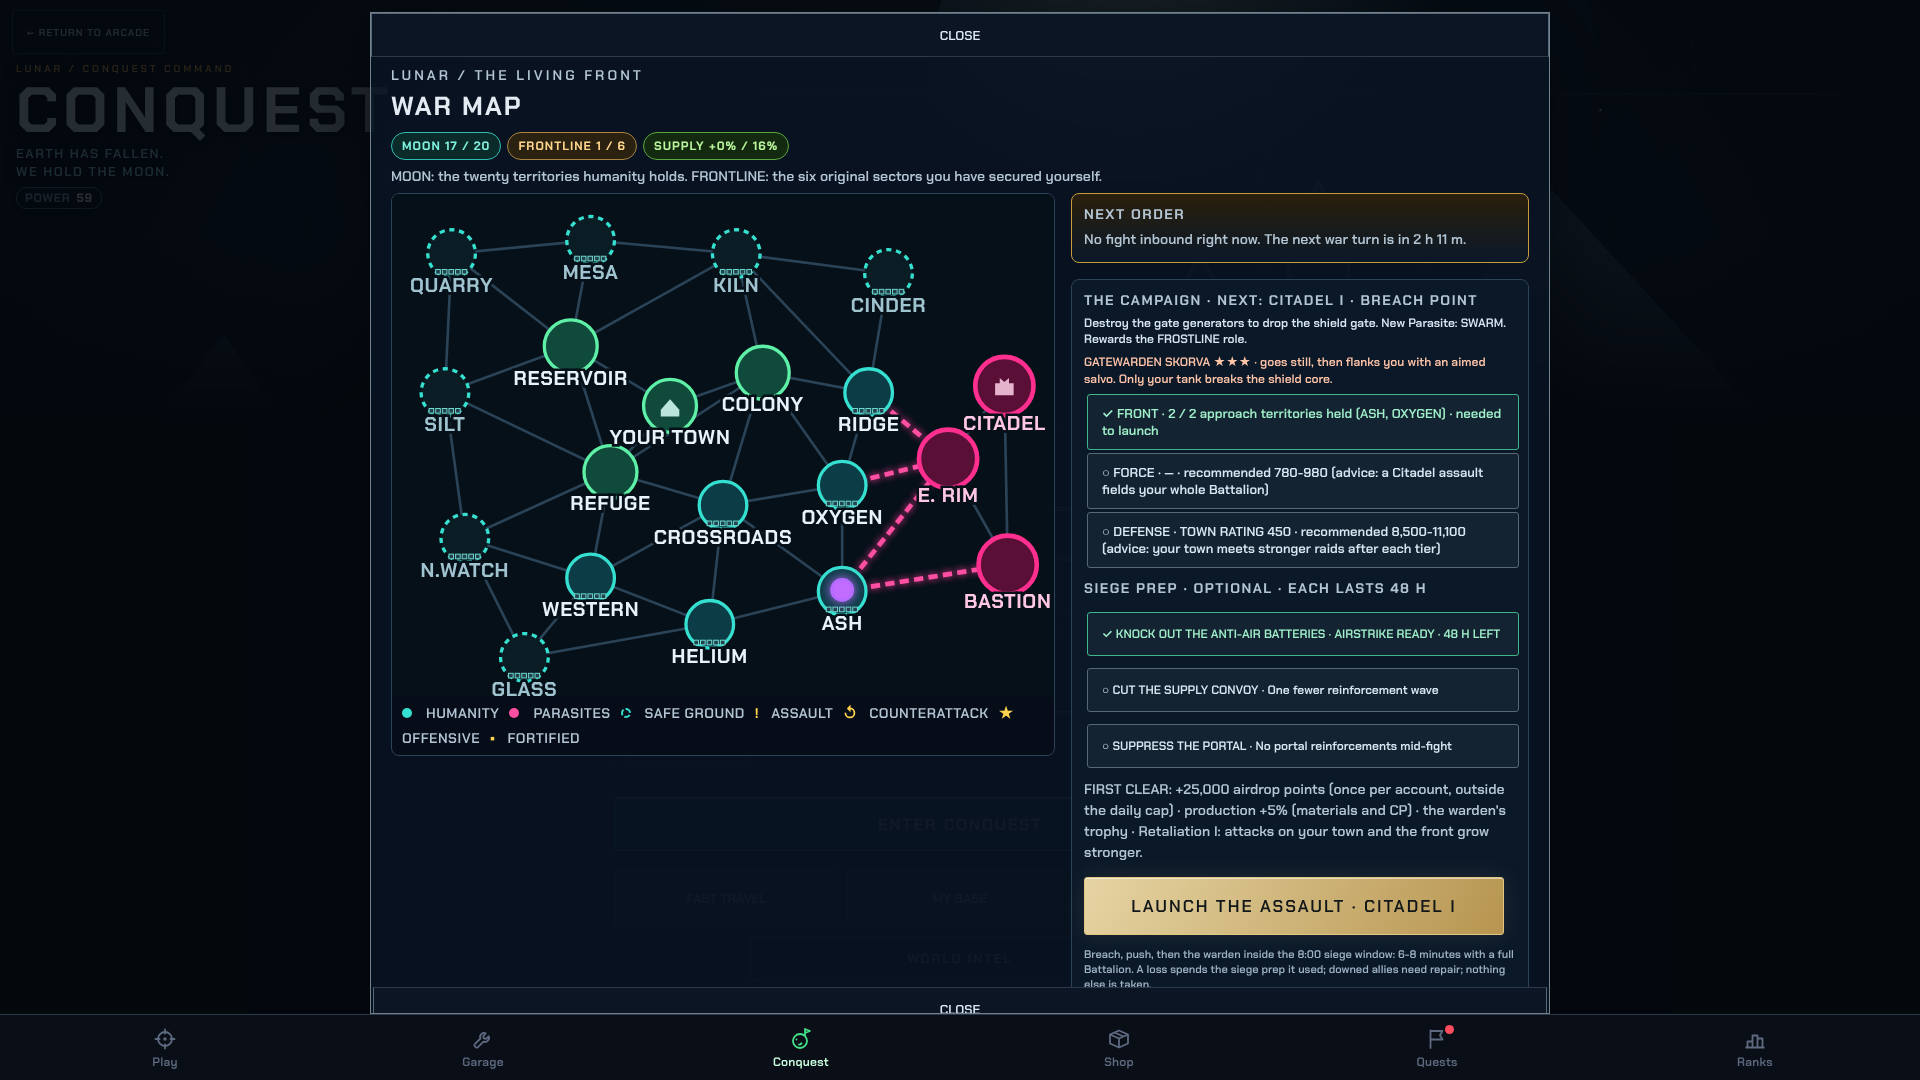 ← RETURN TO ARCADE
LUNAR / CONQUEST COMMAND
CONQUEST
EARTH HAS FALLEN.
WE HOLD THE MOON.
POWER 59
CLOSE
LUNAR / THE LIVING FRONT
WAR MAP
MOON 17 / 20
FRONTLINE 1 / 6
SUPPLY +0% / 16%
MOON: the twenty territories humanity holds. FRONTLINE: the six original sectors you have secured yourself.
QUARRY
MESA
KILN
CINDER
RESERVOIR
COLONY
SILT
YOUR TOWN
RIDGE
CITADEL
REFUGE
E. RIM
OXYGEN
CROSSROADS
N.WATCH
WESTERN
BASTION
ASH
HELIUM
GLASS
HUMANITY PARASITES SAFE GROUND ! ASSAULT COUNTERATTACK ★
OFFENSIVE ▪ FORTIFIED
NEXT ORDER
No fight inbound right now. The next war turn is in 2 h 11 m.
THE CAMPAIGN · NEXT: CITADEL I · BREACH POINT
Destroy the gate generators to drop the shield gate. New Parasite: SWARM.
Rewards the FROSTLINE role.
GATEWARDEN SKORVA ★★★ · goes still, then flanks you with an aimed
salvo. Only your tank breaks the shield core.
✓ FRONT · 2 / 2 approach territories held (ASH, OXYGEN) · needed
to launch
○ FORCE · — · recommended 780-980 (advice: a Citadel assault
fields your whole Battalion)
○ DEFENSE · TOWN RATING 450 · recommended 8,500-11,100
(advice: your town meets stronger raids after each tier)
SIEGE PREP · OPTIONAL · EACH LASTS 48 H
✓ KNOCK OUT THE ANTI-AIR BATTERIES · AIRSTRIKE READY · 48 H LEFT
○ CUT THE SUPPLY CONVOY · One fewer reinforcement wave
○ SUPPRESS THE PORTAL · No portal reinforcements mid-fight
FIRST CLEAR: +25,000 airdrop points (once per account, outside
the daily cap) · production +5% (materials and CP) · the warden's
trophy · Retaliation I: attacks on your town and the front grow
stronger.
LAUNCH THE ASSAULT · CITADEL I
Breach, push, then the warden inside the 8:00 siege window: 6-8 minutes with a full
Battalion. A loss spends the siege prep it used; downed allies need repair; nothing
else is taken.
ENTER CONQUEST
FAST TRAVEL
MY BASE
WORLD INTEL
CLOSE
Play
Garage
Conquest
Shop
Quests
Ranks